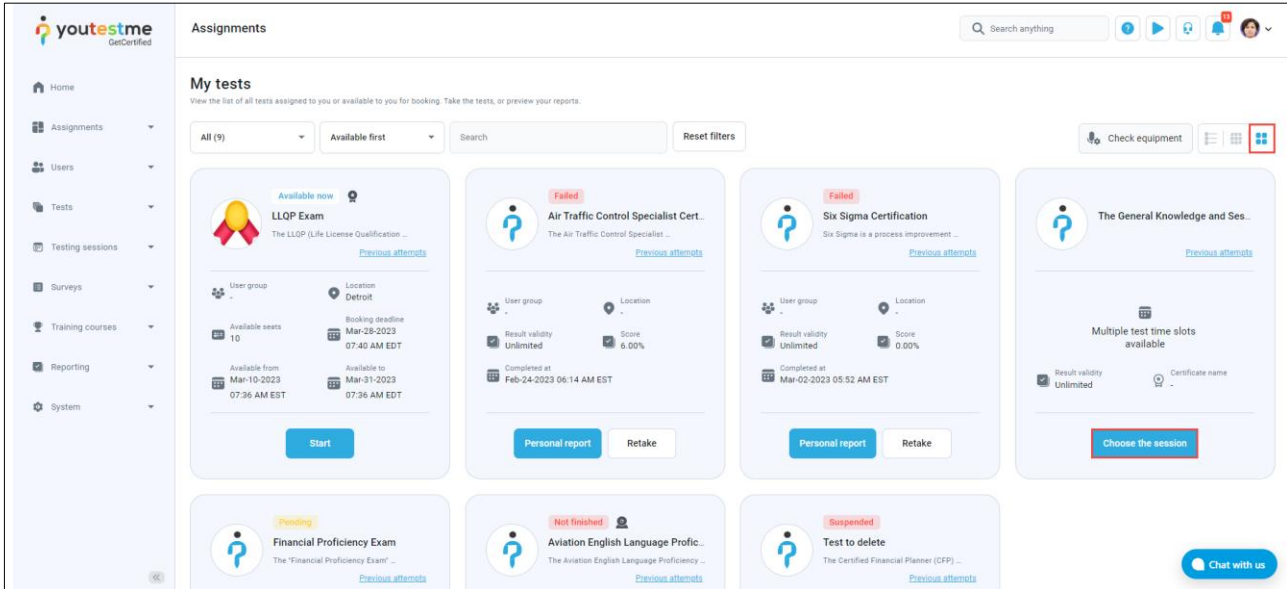 youtestme
GetCertified
Assignments
Search anything
?
13
Home
Assignments
Users
Tests
Testing sessions
Surveys
Training courses
Reporting
System
My tests
View the list of all tests assigned to you or available to you for booking. Take the tests, or preview your reports.
All (9)
Available first
Search
Reset filters
Check equipment
Available now
LLQP Exam
The LLQP (Life License Qualification ...
Previous attempts
User group
-
Location
Detroit
Available seats
10
Booking deadline
Mar-28-2023
07:40 AM EDT
Available from
Mar-10-2023
07:36 AM EST
Available to
Mar-31-2023
07:36 AM EDT
Start
Failed
Air Traffic Control Specialist Cert...
The Air Traffic Control Specialist ...
Previous attempts
User group
-
Location
-
Result validity
Unlimited
Score
6.00%
Completed at
Feb-24-2023 06:14 AM EST
Personal report
Retake
Failed
Six Sigma Certification
Six Sigma is a process improvement ...
Previous attempts
User group
-
Location
-
Result validity
Unlimited
Score
0.00%
Completed at
Mar-02-2023 05:52 AM EST
Personal report
Retake
The General Knowledge and Ses...
Previous attempts
Multiple test time slots
available
Result validity
Unlimited
Certificate name
-
Choose the session
Pending
Financial Proficiency Exam
The "Financial Proficiency Exam" ...
Previous attempts
Not finished
Aviation English Language Profic...
The Aviation English Language Proficiency ...
Previous attempts
Suspended
Test to delete
The Certified Financial Planner (CFP) ...
Previous attempts
Chat with us